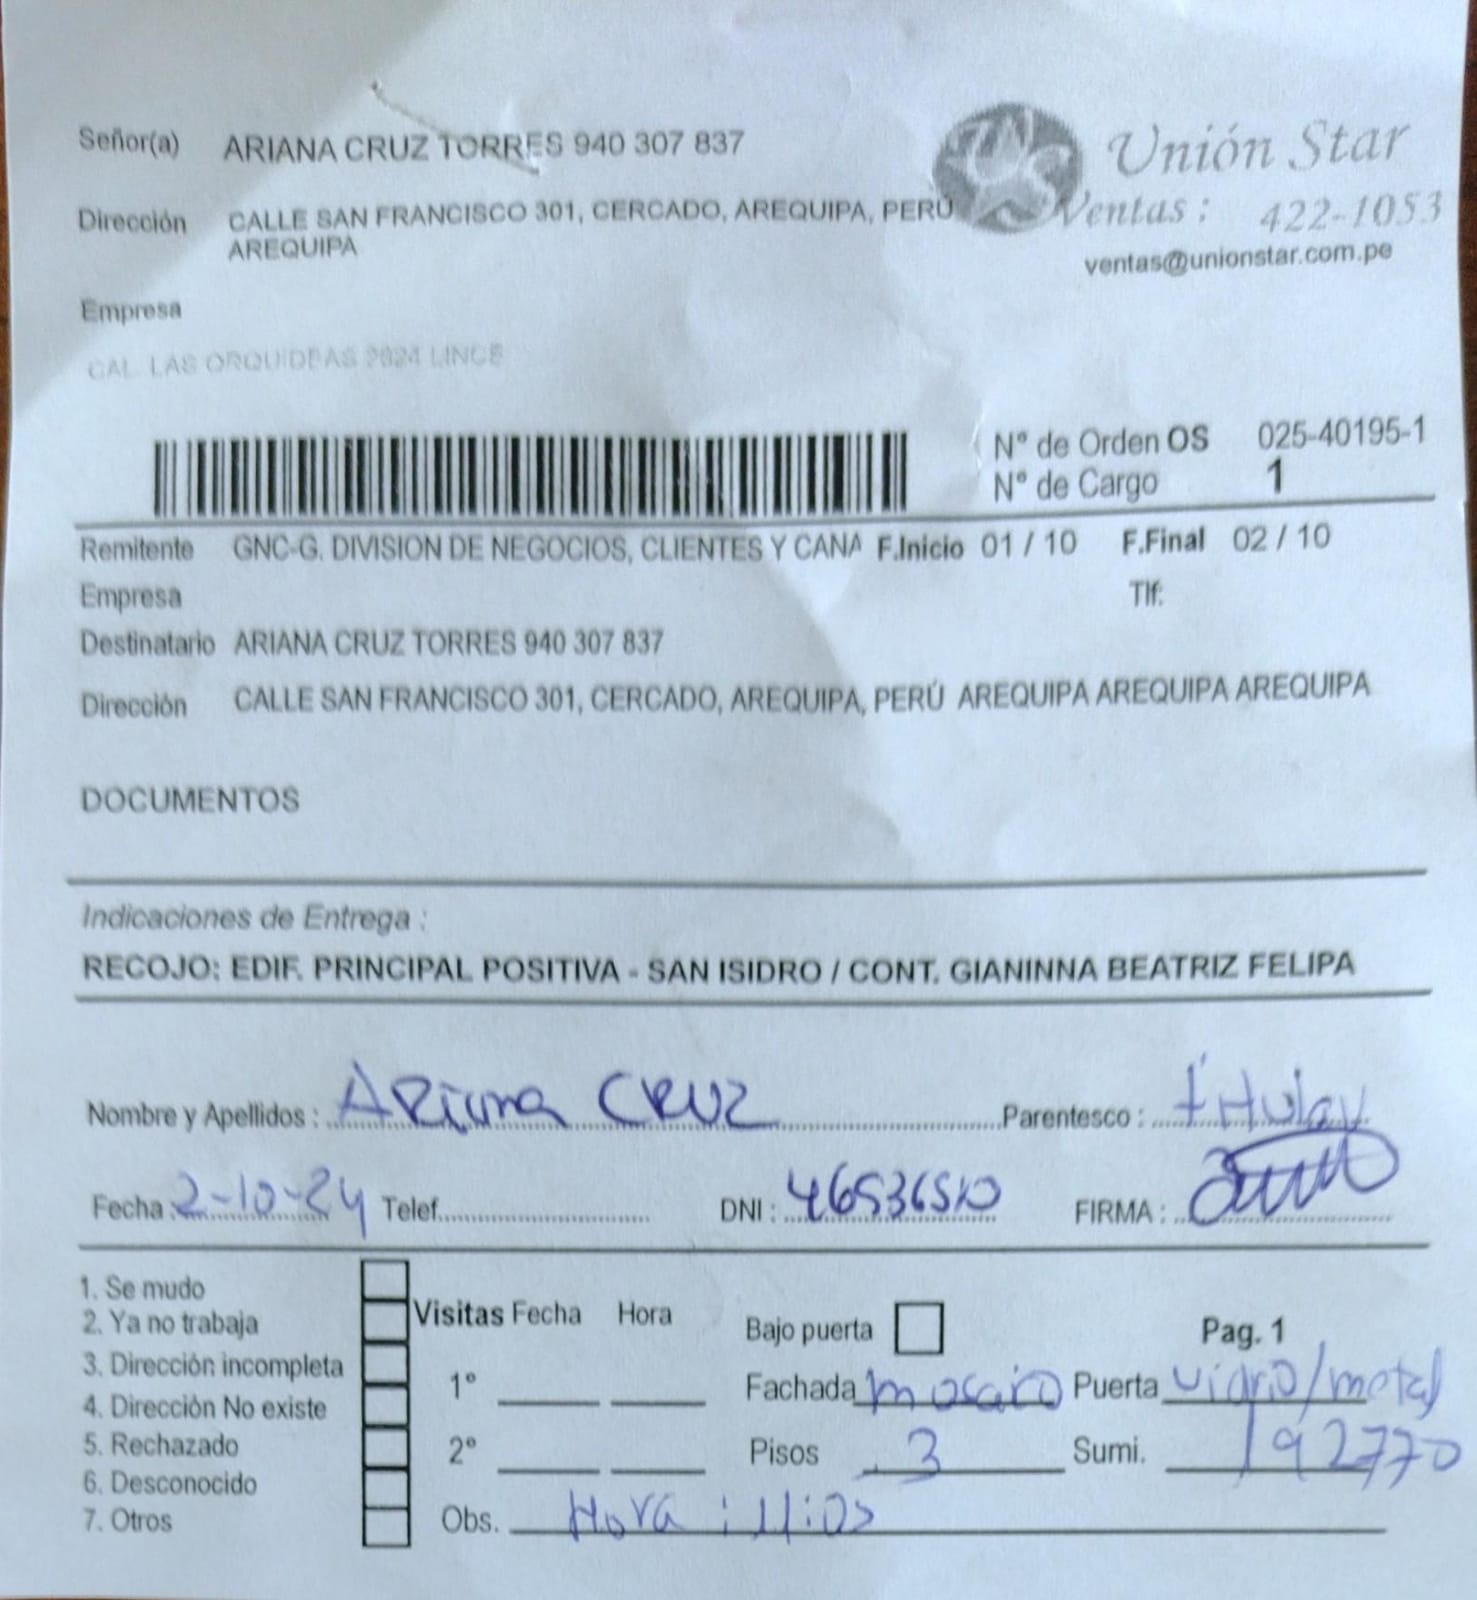 Señor(a) ARIANA CRUZ TORRES 940 307 837
Unión Star
Dirección CALLE SAN FRANCISCO 301, CERCADO, AREQUIPA, PERÚ
AREQUIPA
Ventas : 422-1053
ventas@unionstar.com.pe
Empresa
CAL. LAS ORQUIDEAS 2624 LINCE
N° de Orden OS 025-40195-1
N° de Cargo 1
Remitente GNC-G. DIVISION DE NEGOCIOS, CLIENTES Y CANA F.Inicio 01 / 10 F.Final 02 / 10
Empresa Tlf:
Destinatario ARIANA CRUZ TORRES 940 307 837
Dirección CALLE SAN FRANCISCO 301, CERCADO, AREQUIPA, PERÚ AREQUIPA AREQUIPA AREQUIPA
DOCUMENTOS
Indicaciones de Entrega :
RECOJO: EDIF. PRINCIPAL POSITIVA - SAN ISIDRO / CONT. GIANINNA BEATRIZ FELIPA
Nombre y Apellidos : Ariana CRUZ Parentesco : titular
Fecha : 2-10-24 Telef. DNI : FIRMA :
1. Se mudo
2. Ya no trabaja
3. Dirección incompleta
4. Dirección No existe
5. Rechazado
6. Desconocido
7. Otros
Visitas Fecha Hora
1°
2°
Bajo puerta
Pag. 1
Fachada mosaico Puerta vidrio/metal
Pisos 3 Sumi. 192770
Obs. Hora : 11:05